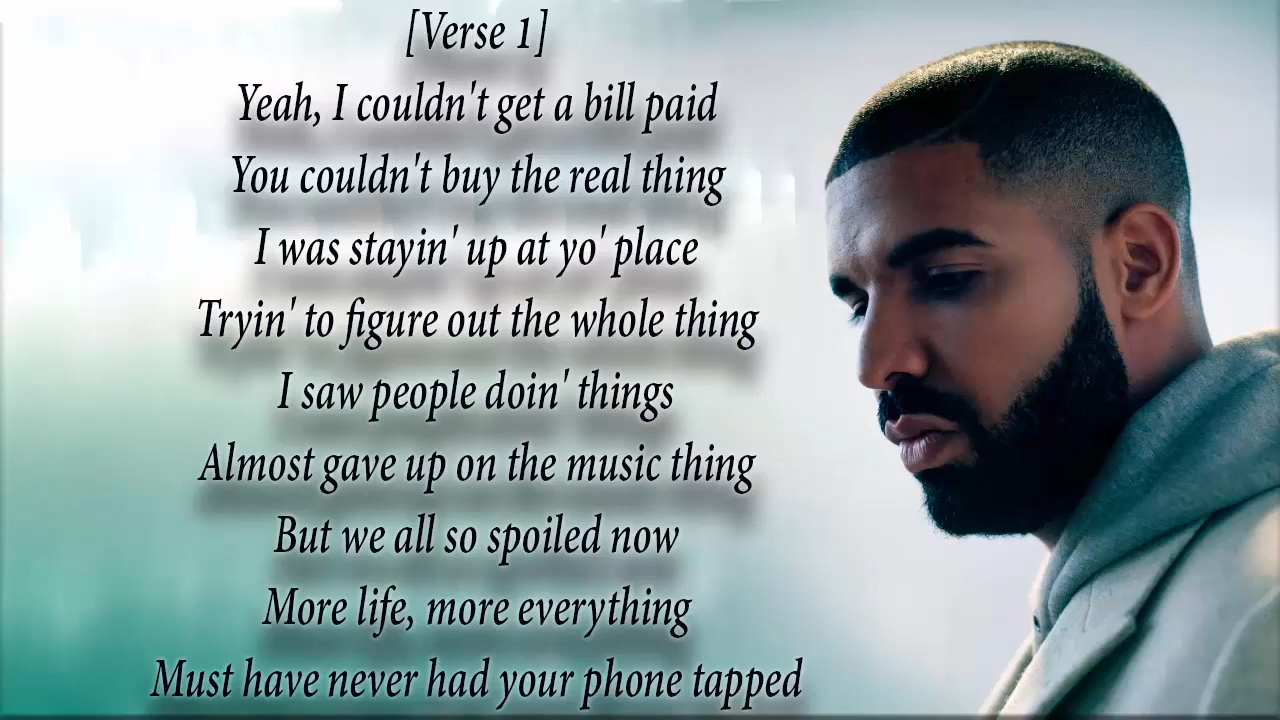 [Verse 1]
Yeah, I couldn't get a bill paid
You couldn't buy the real thing
I was stayin' up at yo' place
Tryin' to figure out the whole thing
I saw people doin' things
Almost gave up on the music thing
But we all so spoiled now
More life, more everything
Must have never had your phone tapped